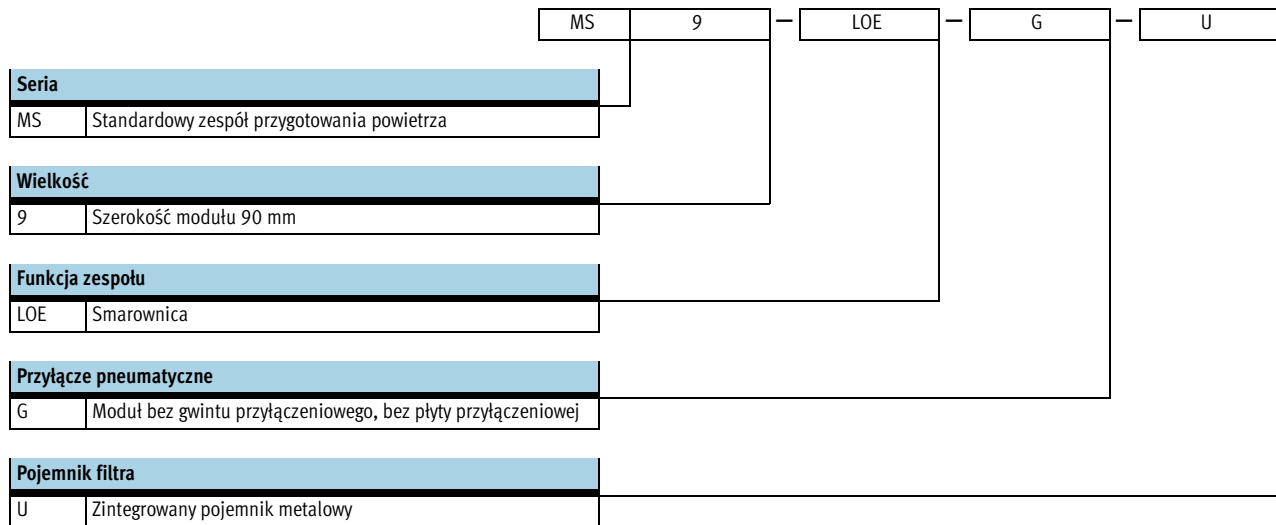 MS 9 — LOE — G — U
Seria
MS Standardowy zespół przygotowania powietrza
Wielkość
9 Szerokość modułu 90 mm
Funkcja zespołu
LOE Smarownica
Przyłącze pneumatyczne
G Moduł bez gwintu przyłączeniowego, bez płyty przyłączeniowej
Pojemnik filtra
U Zintegrowany pojemnik metalowy